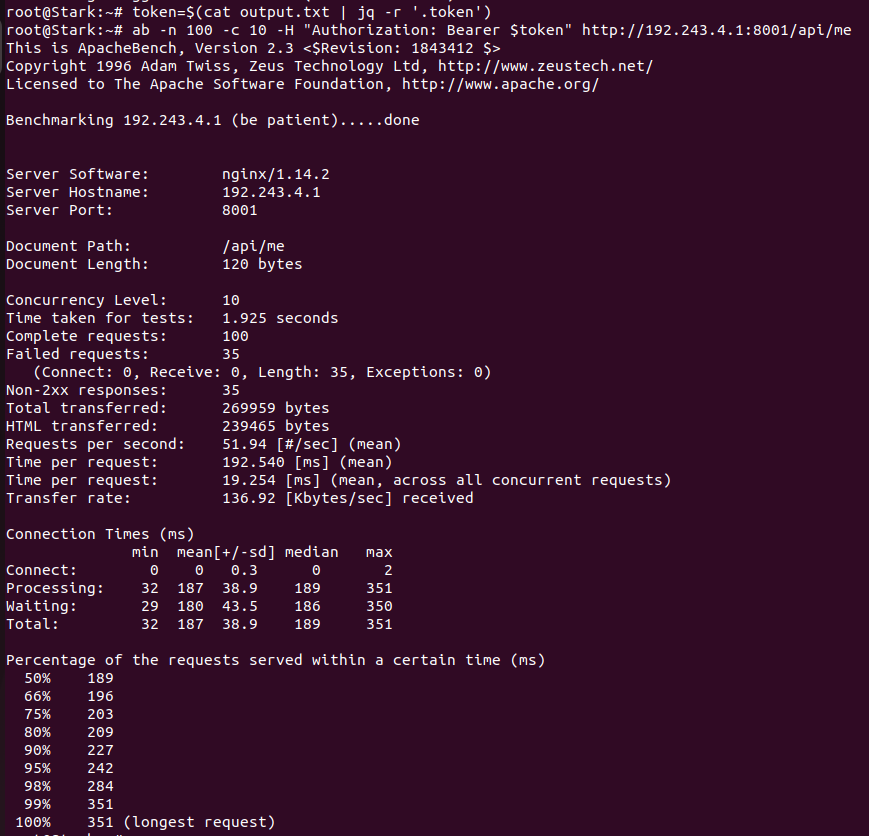 root@Stark:~# token=$(cat output.txt | jq -r '.token')
root@Stark:~# ab -n 100 -c 10 -H "Authorization: Bearer $token" http://192.243.4.1:8001/api/me
This is ApacheBench, Version 2.3 <$Revision: 1843412 $>
Copyright 1996 Adam Twiss, Zeus Technology Ltd, http://www.zeustech.net/
Licensed to The Apache Software Foundation, http://www.apache.org/

Benchmarking 192.243.4.1 (be patient).....done


Server Software:        nginx/1.14.2
Server Hostname:        192.243.4.1
Server Port:            8001

Document Path:          /api/me
Document Length:        120 bytes

Concurrency Level:      10
Time taken for tests:   1.925 seconds
Complete requests:      100
Failed requests:        35
   (Connect: 0, Receive: 0, Length: 35, Exceptions: 0)
Non-2xx responses:      35
Total transferred:      269959 bytes
HTML transferred:       239465 bytes
Requests per second:    51.94 [#/sec] (mean)
Time per request:       192.540 [ms] (mean)
Time per request:       19.254 [ms] (mean, across all concurrent requests)
Transfer rate:          136.92 [Kbytes/sec] received

Connection Times (ms)
              min  mean[+/-sd] median   max
Connect:        0    0   0.3      0       2
Processing:    32  187  38.9    189     351
Waiting:       29  180  43.5    186     350
Total:         32  187  38.9    189     351

Percentage of the requests served within a certain time (ms)
  50%    189
  66%    196
  75%    203
  80%    209
  90%    227
  95%    242
  98%    284
  99%    351
 100%    351 (longest request)